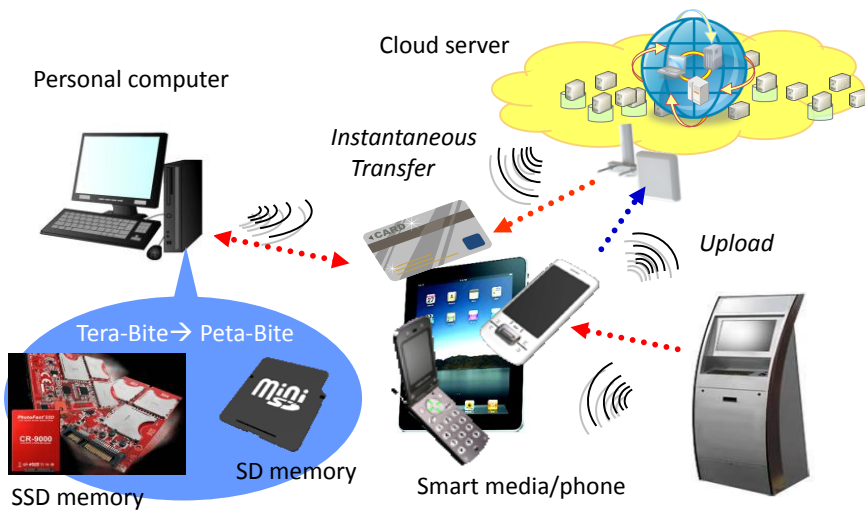 Cloud server
Personal computer
Instantaneous
Transfer
CARD
Upload
Tera-Bite→ Peta-Bite
PhotoFast SSD
CR-9000
mini
SD
SD memory
SSD memory
Smart media/phone